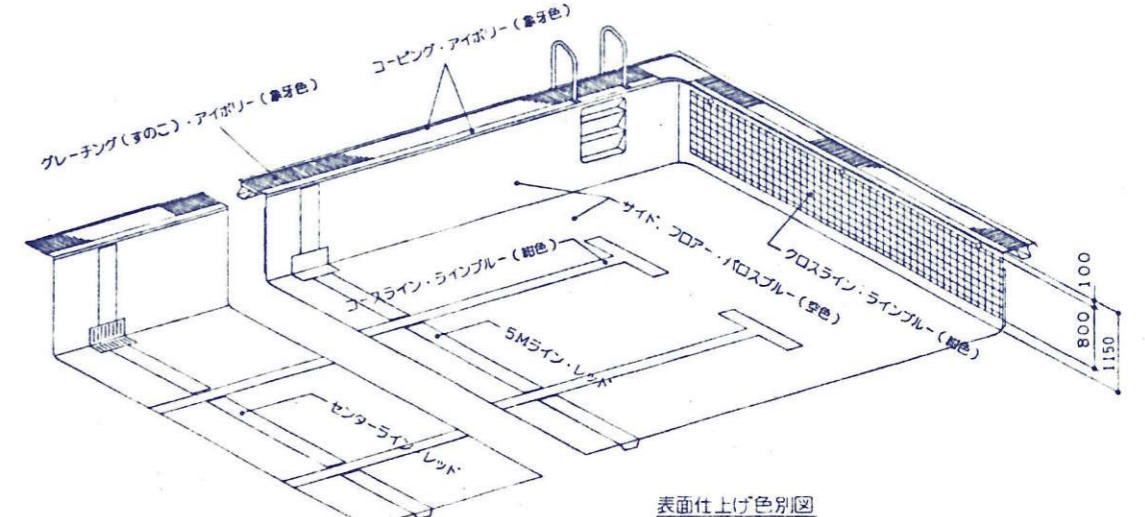 コーピング・アイボリー(象牙色)
グレーチング(すのこ)・アイボリー(象牙色)
サイド、フロアー・パロスブルー(空色)
クロスライン・ラインブルー(紺色)
コースライン・ラインブルー(紺色)
5Mライン・レッド
センターライン・レッド
100
800
1150
表面仕上げ色別図